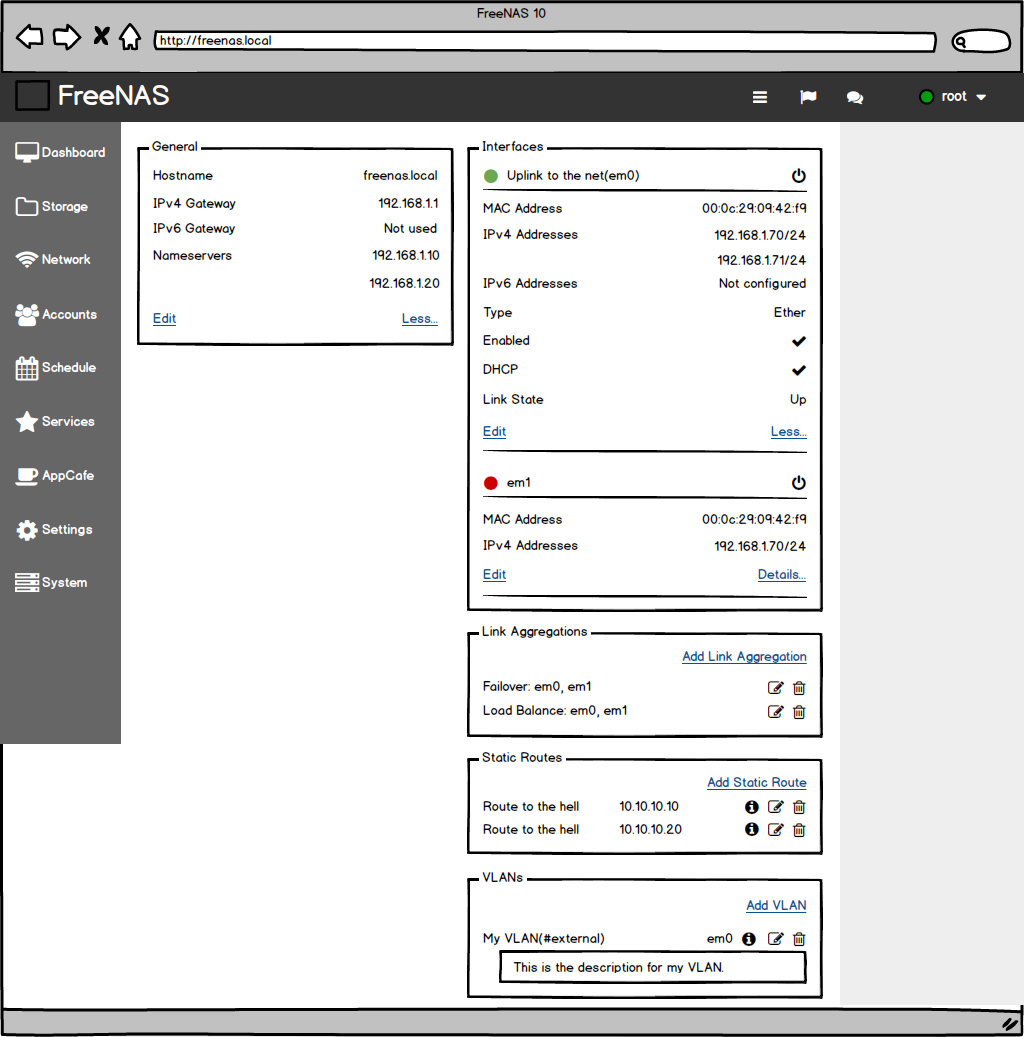 FreeNAS 10
http://freenas.local
FreeNAS
root
Dashboard
Storage
Network
Accounts
Schedule
Services
AppCafe
Settings
System
General
Hostname freenas.local
IPv4 Gateway 192.168.1.1
IPv6 Gateway Not used
Nameservers 192.168.1.10
192.168.1.20
Edit Less...
Interfaces
Uplink to the net(em0)
MAC Address 00:0c:29:09:42:f9
IPv4 Addresses 192.168.1.70/24
192.168.1.71/24
IPv6 Addresses Not configured
Type Ether
Enabled
DHCP
Link State Up
Edit Less...
em1
MAC Address 00:0c:29:09:42:f9
IPv4 Addresses 192.168.1.70/24
Edit Details...
Link Aggregations
Add Link Aggregation
Failover: em0, em1
Load Balance: em0, em1
Static Routes
Add Static Route
Route to the hell 10.10.10.10
Route to the hell 10.10.10.20
VLANs
Add VLAN
My VLAN(#external) em0
This is the description for my VLAN.